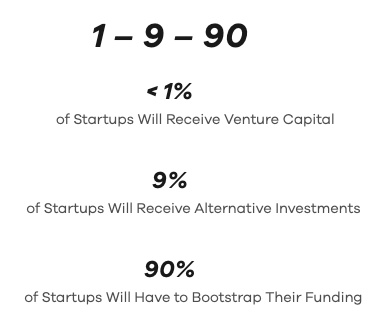 1 – 9 – 90
< 1%
of Startups Will Receive Venture Capital
9%
of Startups Will Receive Alternative Investments
90%
of Startups Will Have to Bootstrap Their Funding